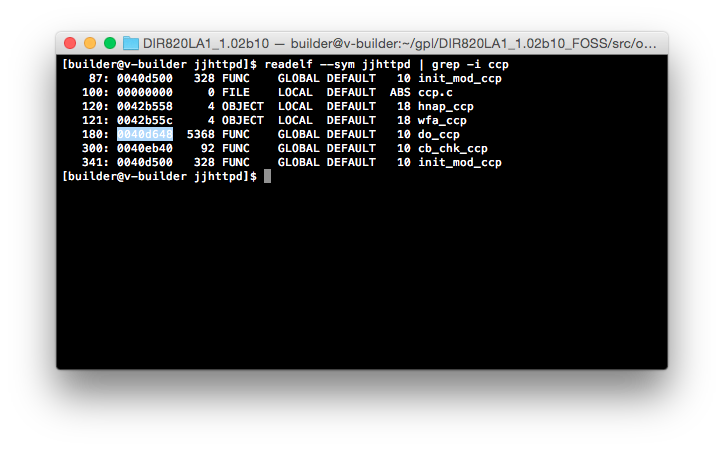 DIR820LA1_1.02b10 — builder@v-builder:~/gpl/DIR820LA1_1.02b10_FOSS/src/o…
[builder@v-builder jjhttpd]$ readelf --sym jjhttpd | grep -i ccp
87: 0040d500 328 FUNC GLOBAL DEFAULT 10 init_mod_ccp
100: 00000000 0 FILE LOCAL DEFAULT ABS ccp.c
120: 0042b558 4 OBJECT LOCAL DEFAULT 18 hnap_ccp
121: 0042b55c 4 OBJECT LOCAL DEFAULT 18 wfa_ccp
180: 0040d648 5368 FUNC GLOBAL DEFAULT 10 do_ccp
300: 0040eb40 92 FUNC GLOBAL DEFAULT 10 cb_chk_ccp
341: 0040d500 328 FUNC GLOBAL DEFAULT 10 init_mod_ccp
[builder@v-builder jjhttpd]$